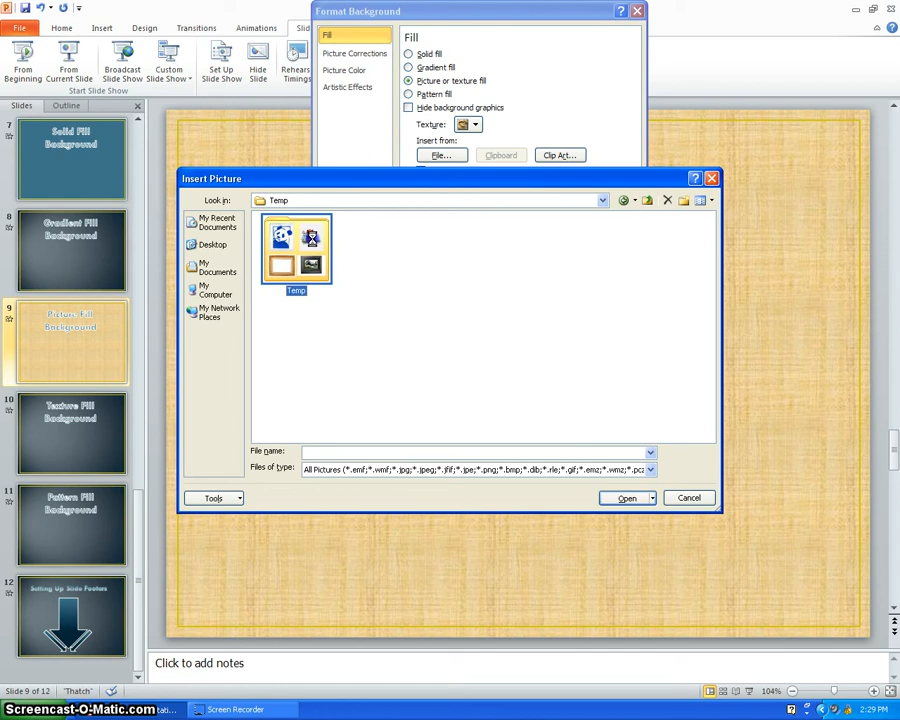 Format Background
File
Home
Insert
Design
Transitions
Animations
From
Beginning
From
Current Slide
Broadcast
Slide Show
Custom
Slide Show
Set Up
Slide Show
Hide
Slide
Rehears
Timings
Start Slide Show
Fill
Picture Corrections
Picture Color
Artistic Effects
Fill
Solid fill
Gradient fill
Picture or texture fill
Pattern fill
Hide background graphics
Texture:
Insert from:
File...
Clipboard
Clip Art...
Slides
Outline
7
Solid Fill
Background
8
Gradient Fill
Background
9
Picture Fill
Background
10
Texture Fill
Background
11
Pattern Fill
Background
12
Setting Up Slide Footers
Insert Picture
Look in:
Temp
My Recent
Documents
Desktop
My
Documents
My
Computer
My Network
Places
Temp
File name:
Files of type:
All Pictures (*.emf;*.wmf;*.jpg;*.jpeg;*.jfif;*.jpe;*.png;*.bmp;*.dib;*.rle;*.gif;*.emz;*.wmz;*.pcz
Tools
Open
Cancel
Click to add notes
Slide 9 of 12
"Thatch"
104%
Screencast-O-Matic.com
Screen Recorder
2:29 PM